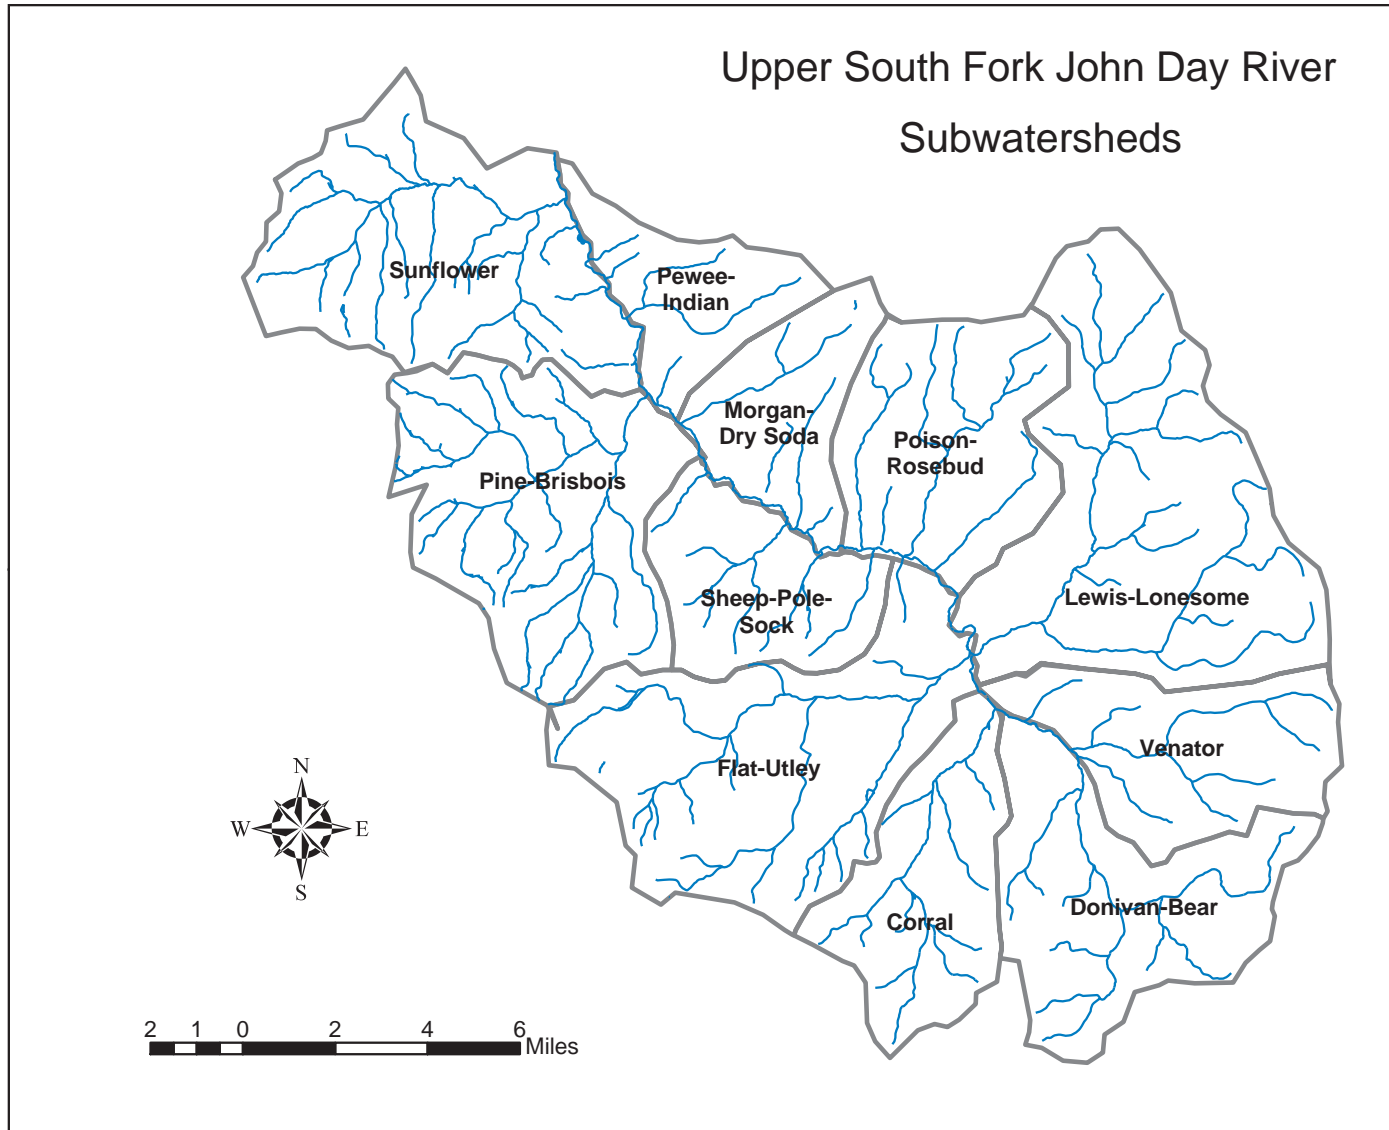 Upper South Fork John Day River
Subwatersheds
Sunflower
Pewee-
Indian
Morgan-
Dry Soda
Poison-
Rosebud
Pine-Brisbois
Sheep-Pole-
Sock
Lewis-Lonesome
Flat-Utley
Venator
N
W E
S
Donivan-Bear
Corral
2 1 0 2 4 6
Miles